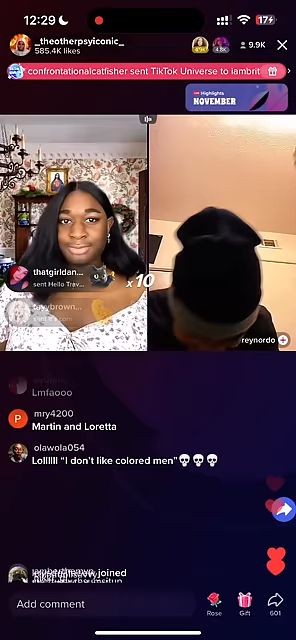 12:29
17
_theotherpsyiconic_
585.4K likes
9.9K
confrontationalcatfisher sent TikTok Universe to iambrit
LIVE Highlights
NOVEMBER
thatgirldan...
sent Hello Trav...
x10
reynordo
Lmfaooo
P
mry4200
Martin and Loretta
olawola054
Lolllllll “I don’t like colored men”💀💀💀
joined
Add comment
Rose
Gift
601